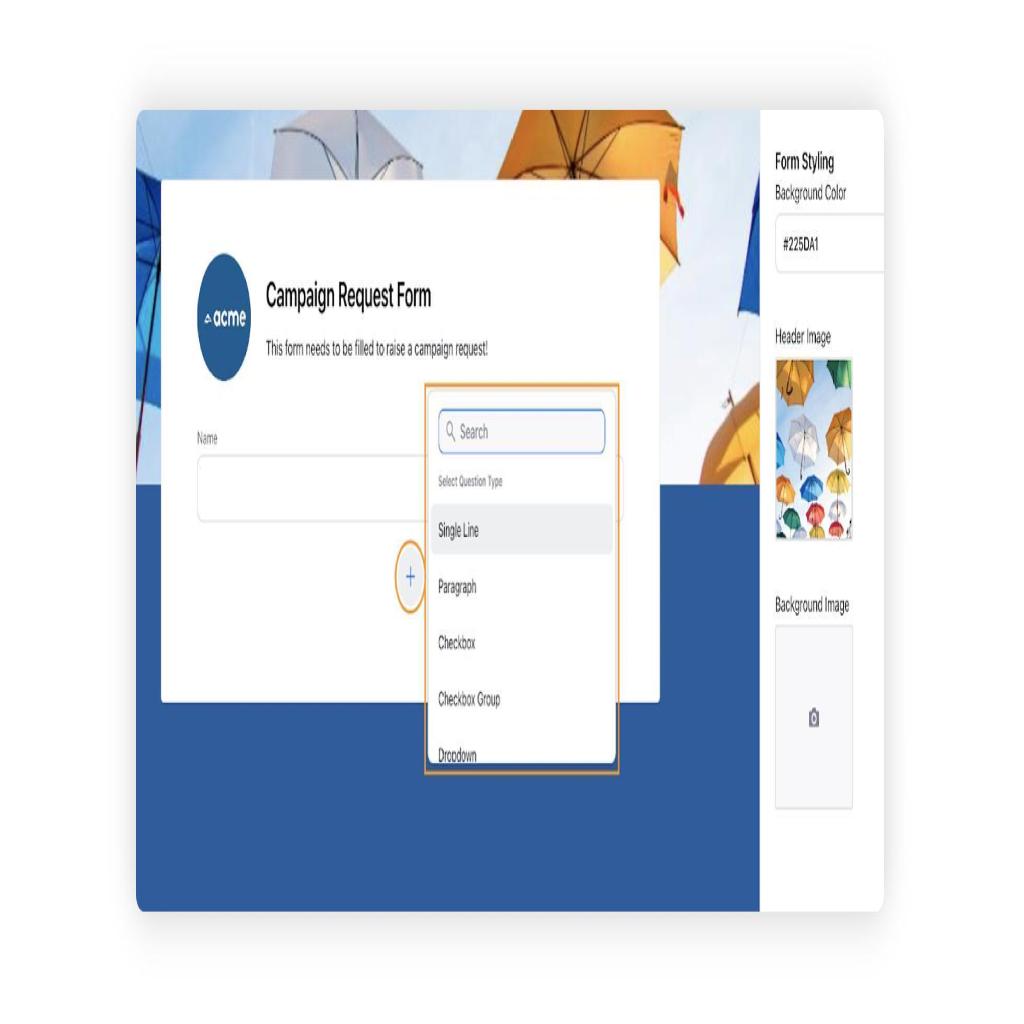 acme
Campaign Request Form
This form needs to be filled to raise a campaign request!
Name
Search
Select Question Type
Single Line
Paragraph
Checkbox
Checkbox Group
Dropdown
Form Styling
Background Color
#225DA1
Header Image
Background Image